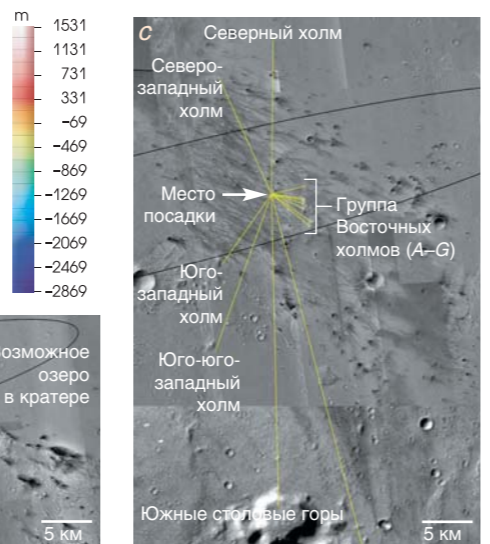 m
1531
1131
731
331
-69
-469
-869
-1269
-1669
-2069
-2469
-2869
озможное
озеро
в кратере
5 км
c
Северный холм
Северо-
западный
холм
Место
посадки
Группа
Восточных
холмов (A–G)
Юго-
западный
холм
Юго-юго-
западный
холм
Южные столовые горы
5 км